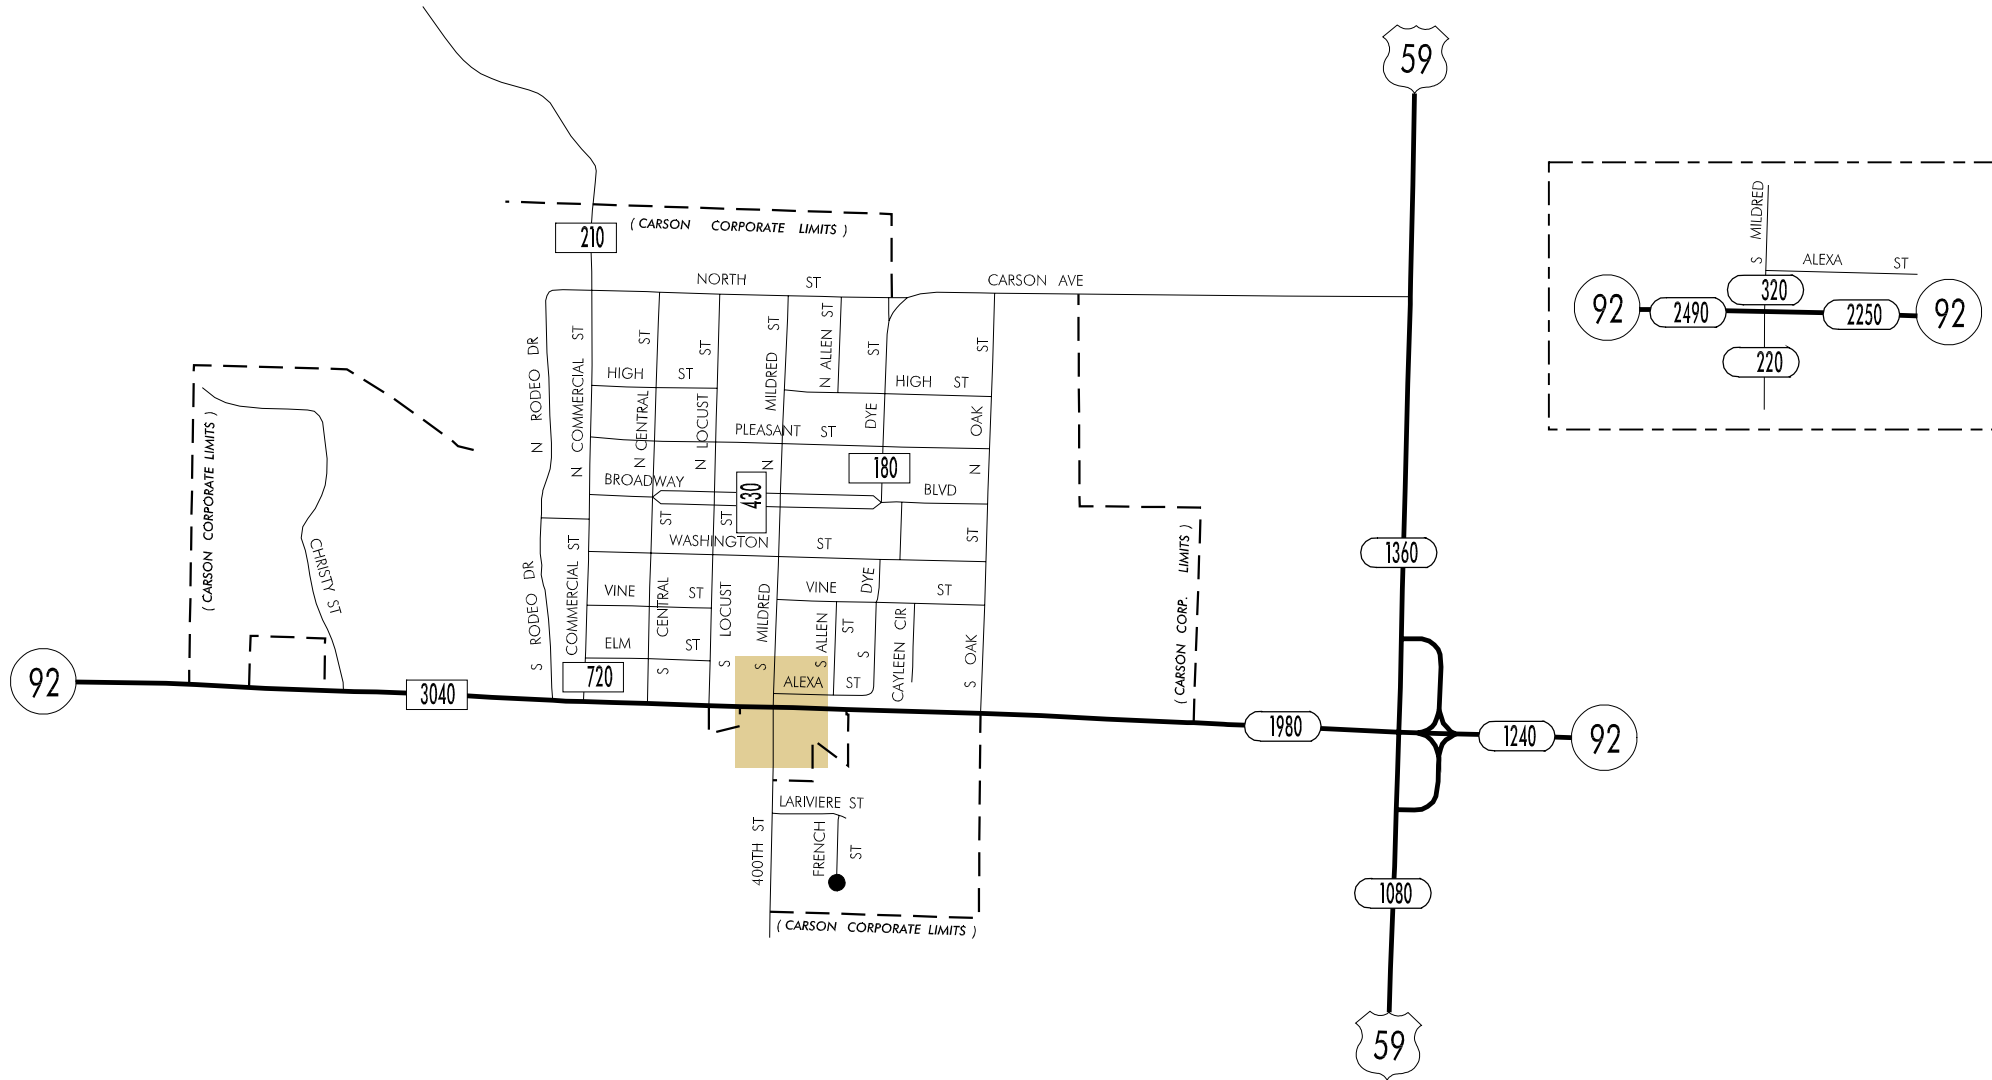 59
MILDRED
S
ALEXA ST
320
92
2490
2250
92
220
210
( CARSON CORPORATE LIMITS )
NORTH ST
CARSON AVE
N RODEO DR
N COMMERCIAL ST
N CENTRAL ST
N LOCUST ST
N MILDRED ST
N ALLEN ST
DYE ST
N OAK ST
HIGH ST
HIGH ST
PLEASANT ST
180
BROADWAY
430
BLVD
ST
ST
ST
WASHINGTON ST
( CARSON CORPORATE LIMITS )
CHRISTY ST
( CARSON CORP. LIMITS )
1360
S RODEO DR
COMMERCIAL ST
S CENTRAL
S LOCUST
S MILDRED
VINE ST
VINE ST
DYE
S ALLEN ST
S
CAYLEEN CIR
S OAK
ELM ST
720
ALEXA ST
92
3040
1980
1240
92
LARIVIERE ST
400TH ST
FRENCH ST
1080
( CARSON CORPORATE LIMITS )
59